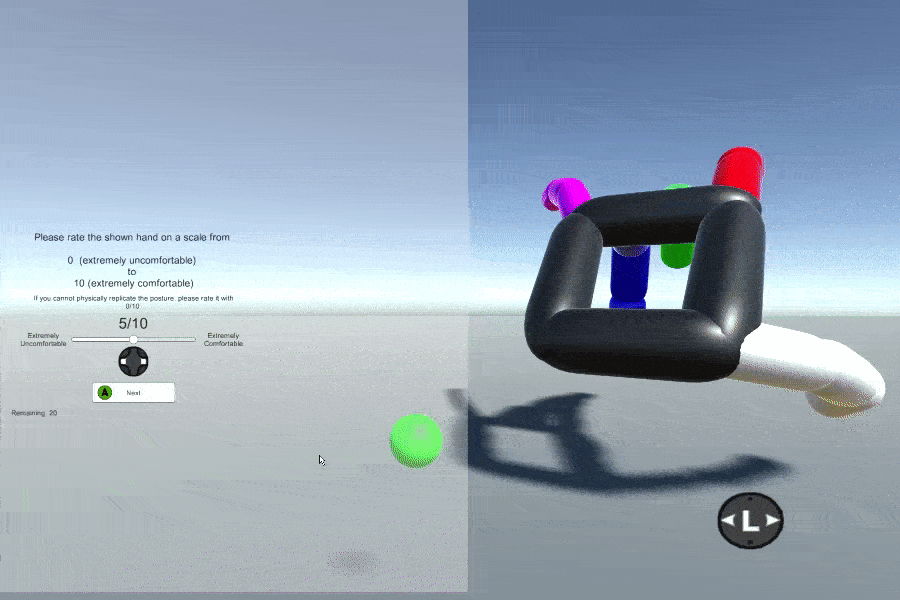 Please rate the shown hand on a scale from
0 (extremely uncomfortable)
to
10 (extremely comfortable)
If you cannot physically replicate the posture, please rate it with
0/10
5/10
Extremely
Uncomfortable
Extremely
Comfortable
A Next
Remaining 20
L